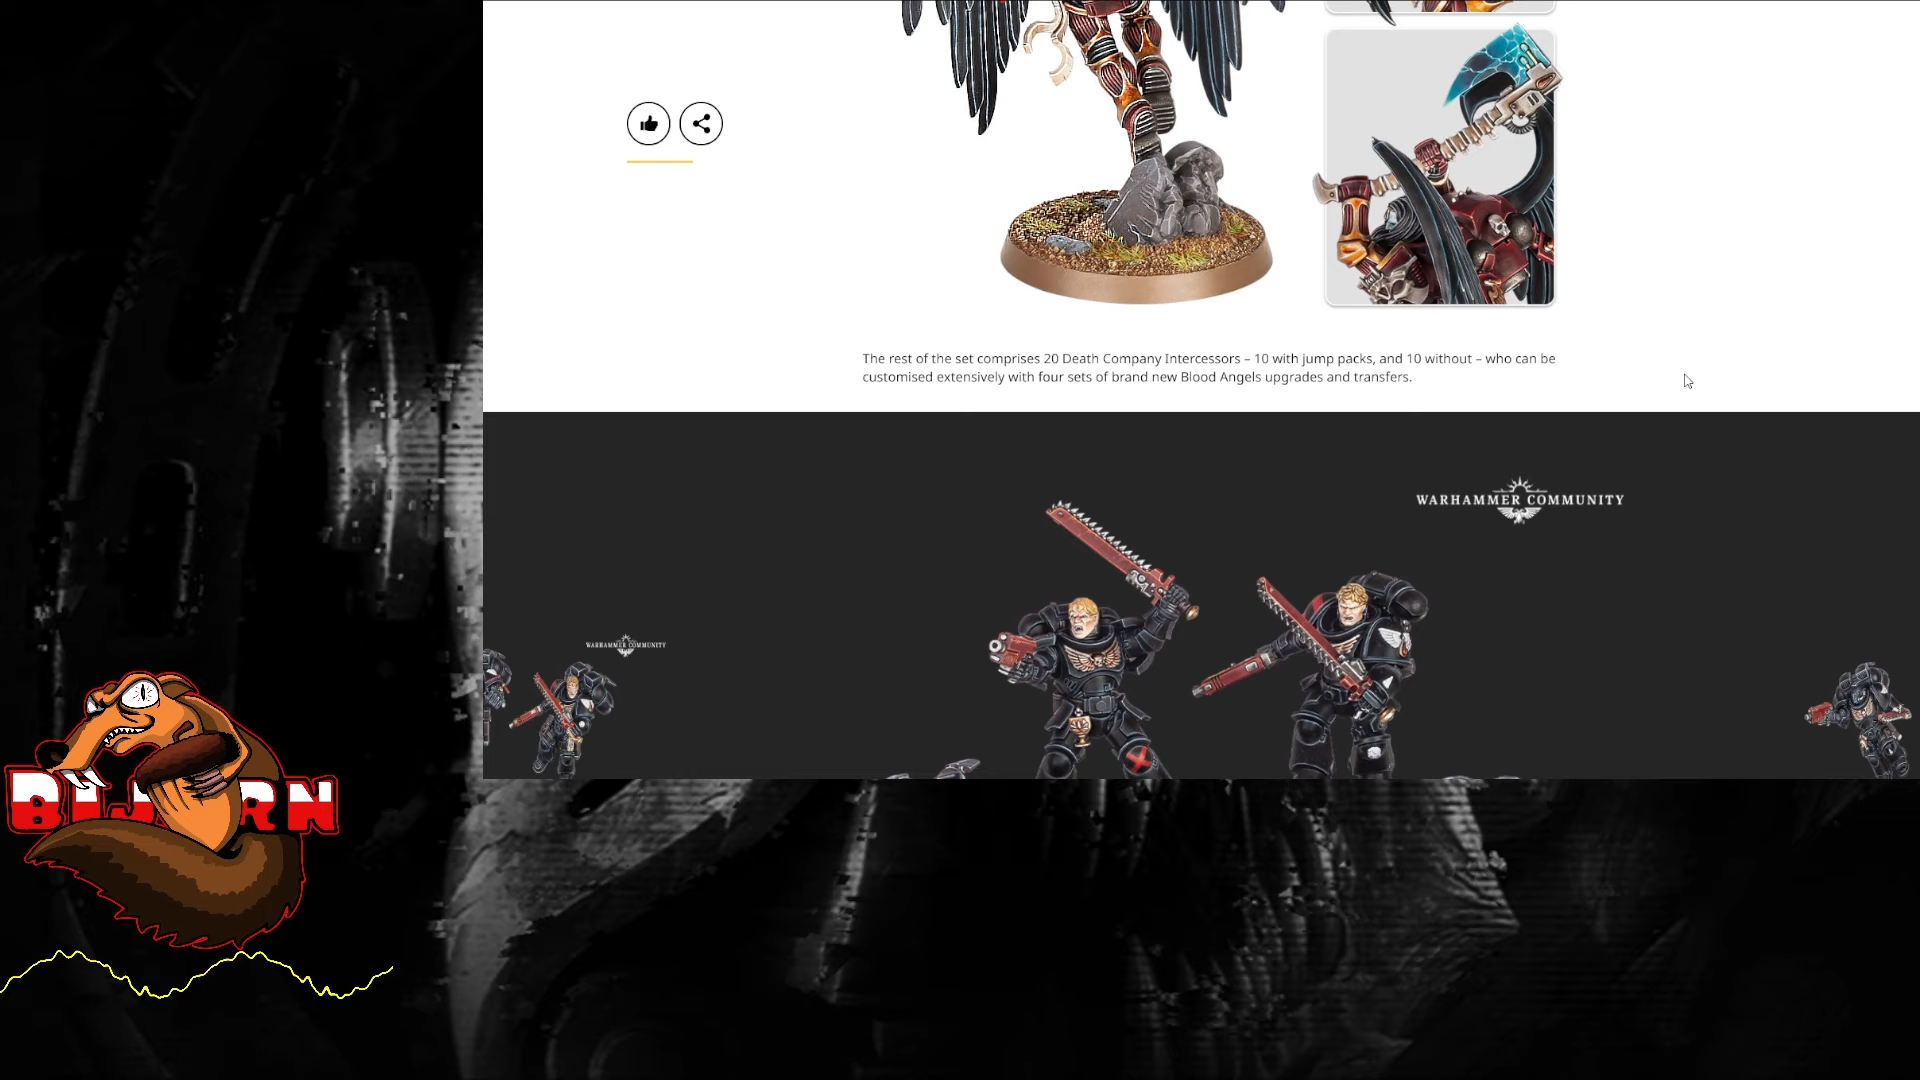 The rest of the set comprises 20 Death Company Intercessors – 10 with jump packs, and 10 without – who can be
customised extensively with four sets of brand new Blood Angels upgrades and transfers.
WARHAMMER COMMUNITY
WARHAMMER COMMUNITY